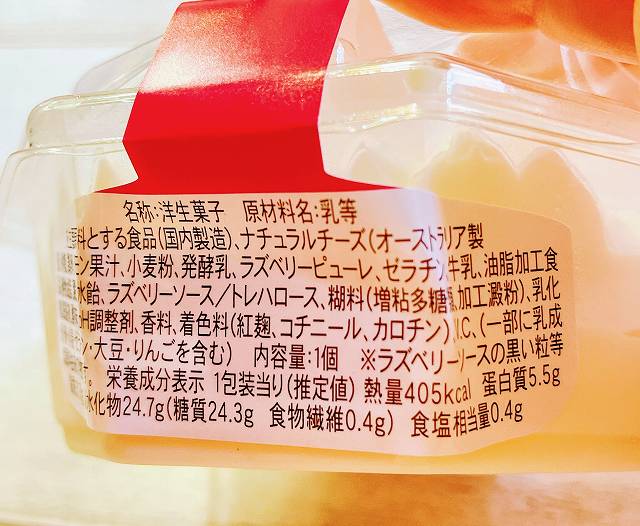 名称:洋生菓子 原材料名:乳等
とする食品(国内製造)、ナチュラルチーズ(オーストラリア製
モン果汁、小麦粉、発酵乳、ラズベリーピューレ、ゼラチン、牛乳、油脂加工食
水飴、ラズベリーソース/トレハロース、糊料(増粘多糖 加工澱粉)、乳化
調整剤、香料、着色料(紅麹、コチニール、カロチン) .C、(一部に乳成
ン・大豆・りんごを含む) 内容量:1個 ※ラズベリーソースの黒い粒等
。 栄養成分表示 1包装当り(推定値) 熱量405kcal 蛋白質5.5g
水化物24.7g(糖質24.3g 食物繊維0.4g) 食塩相当量0.4g